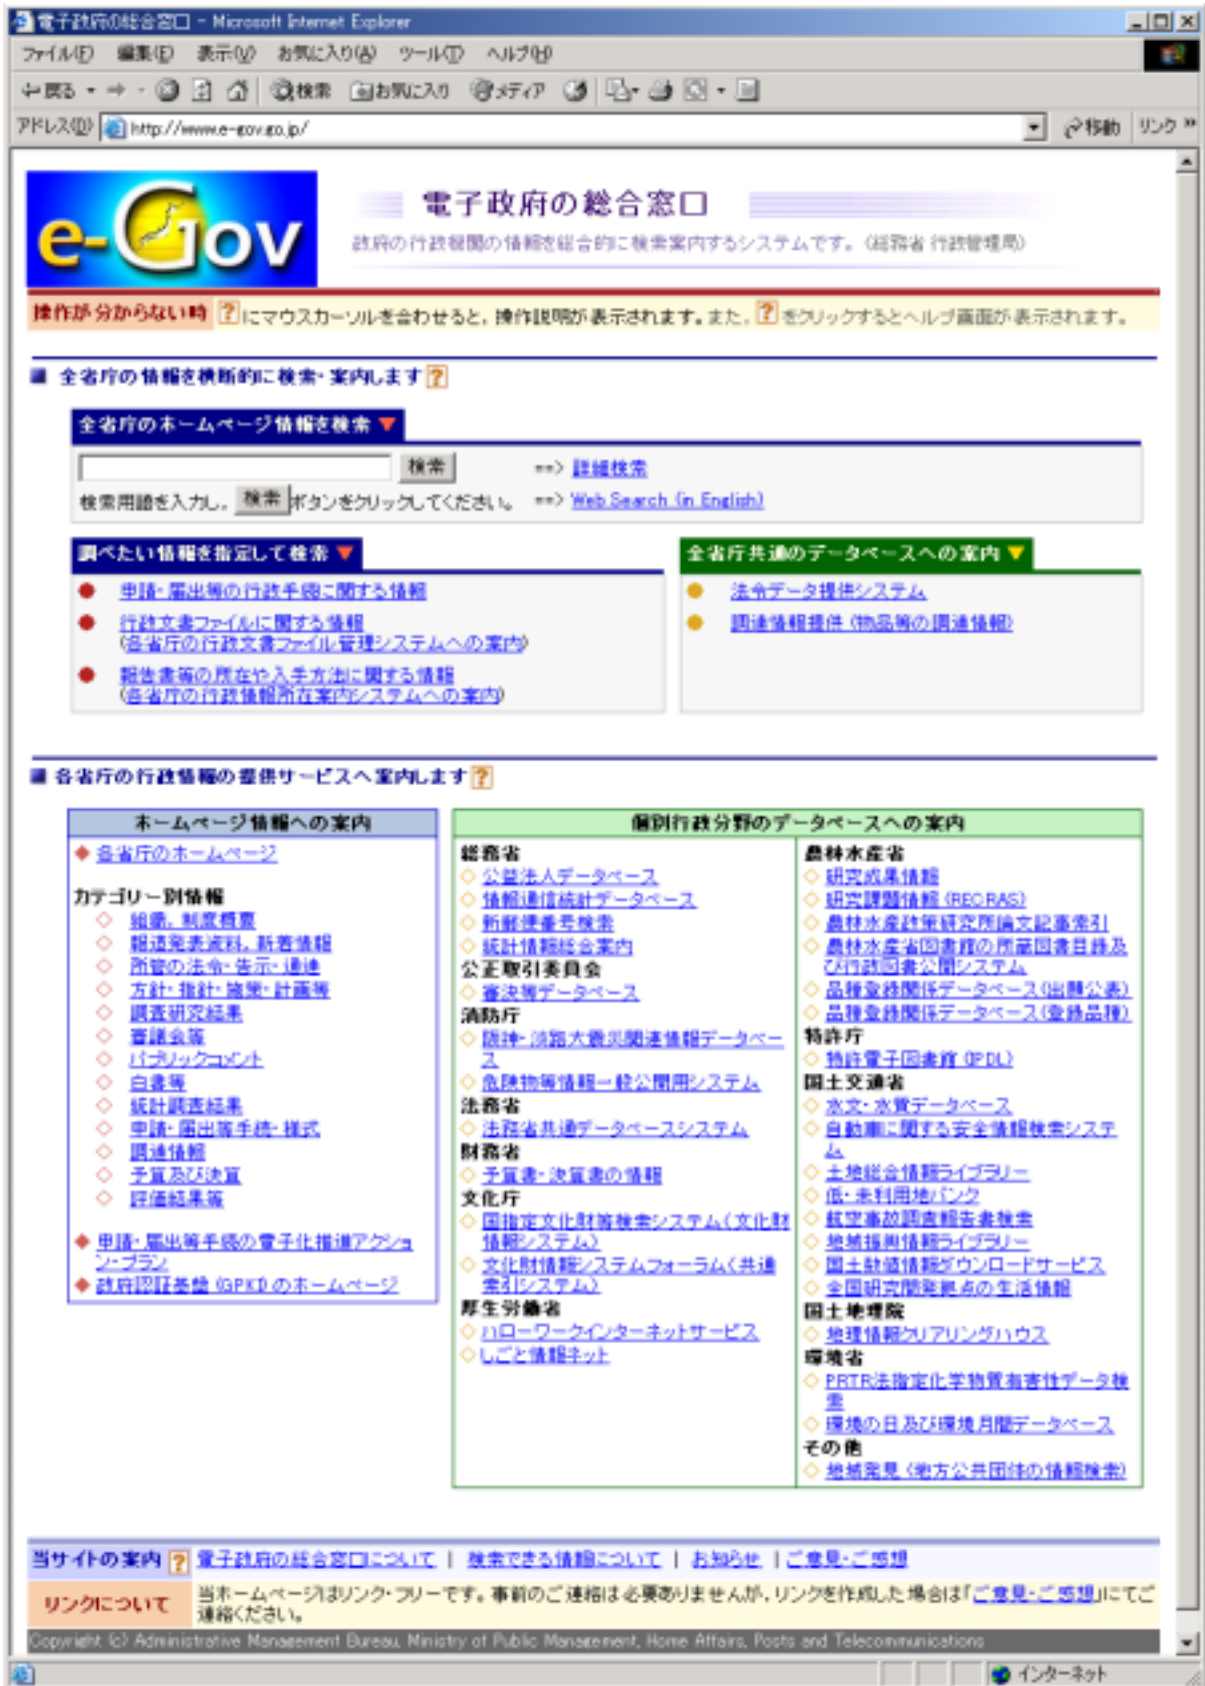 電子政府の総合窓口 - Microsoft Internet Explorer
ファイル(F) 編集(E) 表示(V) お気に入り(A) ツール(T) ヘルプ(H)
戻る 検索 お気に入り メディア
アドレス(D) http://www.e-gov.go.jp/ 移動 リンク »
e-Gov
電子政府の総合窓口
政府の行政機関の情報を総合的に検索案内するシステムです。(総務省 行政管理局)
操作が分からない時 ? にマウスカーソルを合わせると, 操作説明が表示されます。また, ? をクリックするとヘルプ画面が表示されます。
■ 全省庁の情報を横断的に検索・案内します ?
全省庁のホームページ情報を検索 ▼
検索 ==> 詳細検索
検索用語を入力し, 検索 ボタンをクリックしてください。 ==> Web Search (in English)
調べたい情報を指定して検索 ▼
● 申請・届出等の行政手続に関する情報
● 行政文書ファイルに関する情報
(各省庁の行政文書ファイル管理システムへの案内)
● 報告書等の所在や入手方法に関する情報
(各省庁の行政情報所在案内システムへの案内)
全省庁共通のデータベースへの案内 ▼
● 法令データ提供システム
● 調達情報提供 (物品等の調達情報)
■ 各省庁の行政情報の提供サービスへ案内します ?
ホームページ情報への案内
◆ 各省庁のホームページ
カテゴリー別情報
◇ 組織, 制度概要
◇ 報道発表資料, 新着情報
◇ 所管の法令・告示・通達
◇ 方針・指針・施策・計画等
◇ 調査研究結果
◇ 審議会等
◇ パブリックコメント
◇ 白書等
◇ 統計調査結果
◇ 申請・届出等手続・様式
◇ 調達情報
◇ 予算及び決算
◇ 評価結果等
◆ 申請・届出等手続の電子化推進アクショ
ン・プラン
◆ 政府認証基盤 (GPKI) のホームページ
個別行政分野のデータベースへの案内
総務省
◇ 公益法人データベース
◇ 情報通信統計データベース
◇ 新郵便番号検索
◇ 統計情報総合案内
公正取引委員会
◇ 審決等データベース
消防庁
◇ 阪神・淡路大震災関連情報データベー
ス
◇ 危険物等情報一般公開用システム
法務省
◇ 法務省共通データベースシステム
財務省
◇ 予算書・決算書の情報
文化庁
◇ 国指定文化財等検索システム(文化財
情報システム)
◇ 文化財情報システムフォーラム(共通
索引システム)
厚生労働省
◇ ハローワークインターネットサービス
◇ しごと情報ネット
農林水産省
◇ 研究成果情報
◇ 研究課題情報 (RECRAS)
◇ 農林水産政策研究所論文記事索引
◇ 農林水産省図書館の所蔵図書目録及
び行政図書公開システム
◇ 品種登録関係データベース(出願公表)
◇ 品種登録関係データベース(登録品種)
特許庁
◇ 特許電子図書館 (IPDL)
国土交通省
◇ 水文・水質データベース
◇ 自動車に関する安全情報検索システ
ム
◇ 土地総合情報ライブラリー
◇ 低・未利用地バンク
◇ 航空事故調査報告書検索
◇ 地域振興情報ライブラリー
◇ 国土数値情報ダウンロードサービス
◇ 全国研究開発拠点の生活情報
国土地理院
◇ 地理情報クリアリングハウス
環境省
◇ PRTR法指定化学物質有害性データ検
索
◇ 環境の日及び環境月間データベース
その他
◇ 地域発見 (地方公共団体の情報検索)
当サイトの案内 ? 電子政府の総合窓口について | 検索できる情報について | お知らせ | ご意見・ご感想
リンクについて 当ホームページはリンク・フリーです。事前のご連絡は必要ありませんが, リンクを作成した場合は「ご意見・ご感想」にてご
連絡ください。
Copyright (C) Administrative Management Bureau, Ministry of Public Management, Home Affairs, Posts and Telecommunications
インターネット